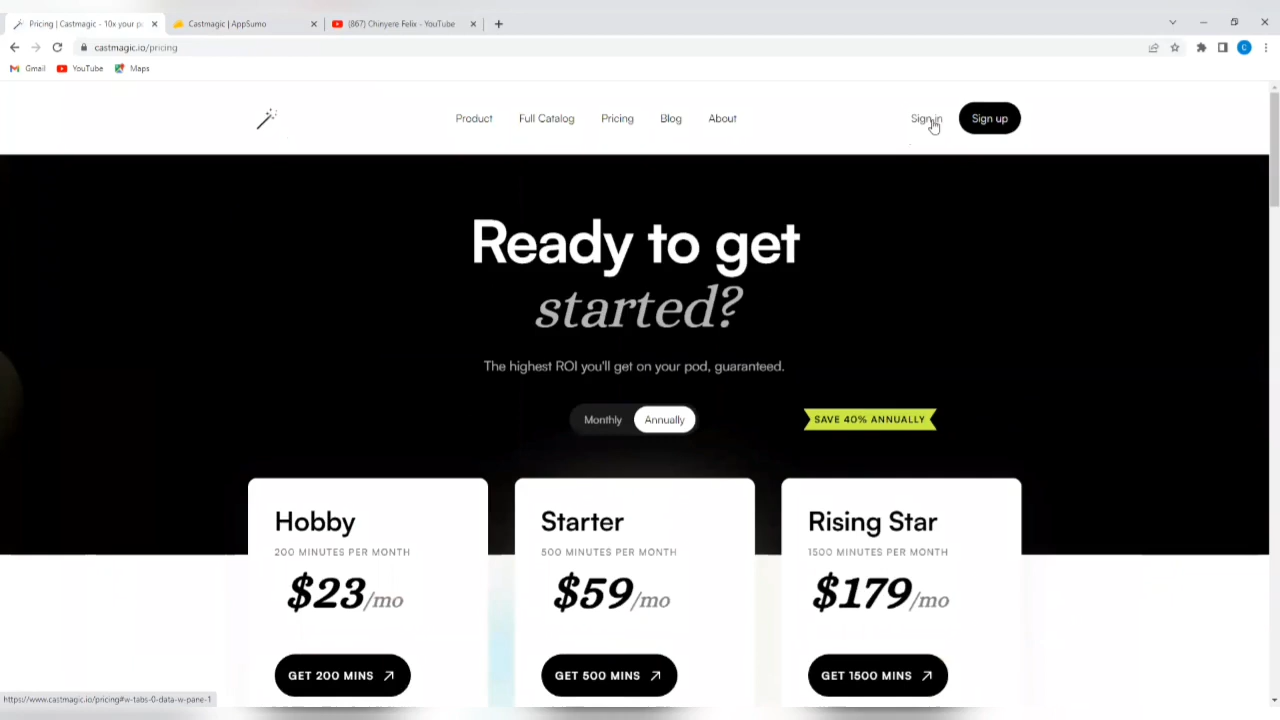 Pricing | Castmagic - 10x your po
Castmagic | AppSumo
(867) Chinyere Felix - YouTube
castmagic.io/pricing
C
Gmail
YouTube
Maps
Product
Full Catalog
Pricing
Blog
About
Sign in
Sign up
Ready to get
started?
The highest ROI you'll get on your pod, guaranteed.
Monthly
Annually
SAVE 40% ANNUALLY
Hobby
200 MINUTES PER MONTH
$23/mo
GET 200 MINS
Starter
500 MINUTES PER MONTH
$59/mo
GET 500 MINS
Rising Star
1500 MINUTES PER MONTH
$179/mo
GET 1500 MINS
https://www.castmagic.io/pricing#w-tabs-0-data-w-pane-1